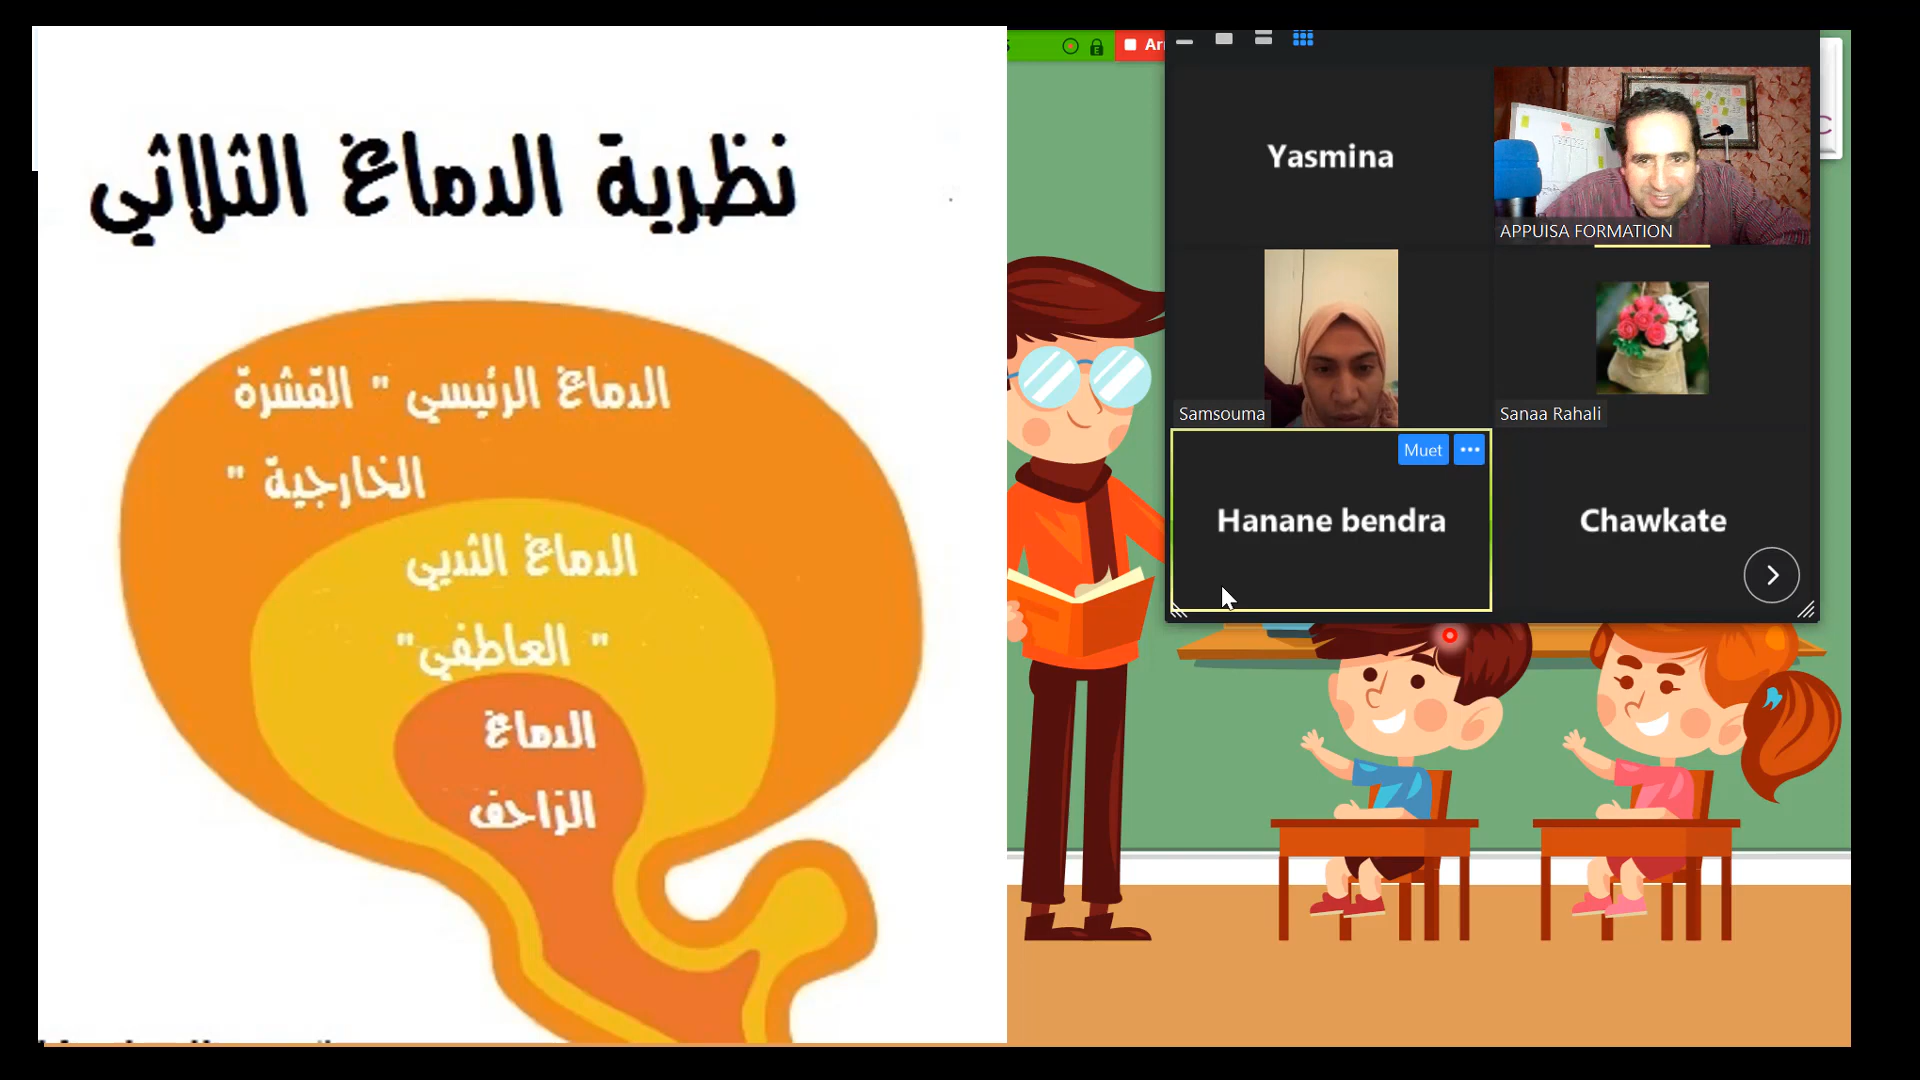 نظرية الدماغ الثلاثي
الدماغ الرئيسي " القشرة
الخارجية "
الدماغ الثديي
" العاطفي"
الدماغ
الزاحف
Yasmina
APPUISA FORMATION
Samsouma
Sanaa Rahali
Muet
Hanane bendra
Chawkate